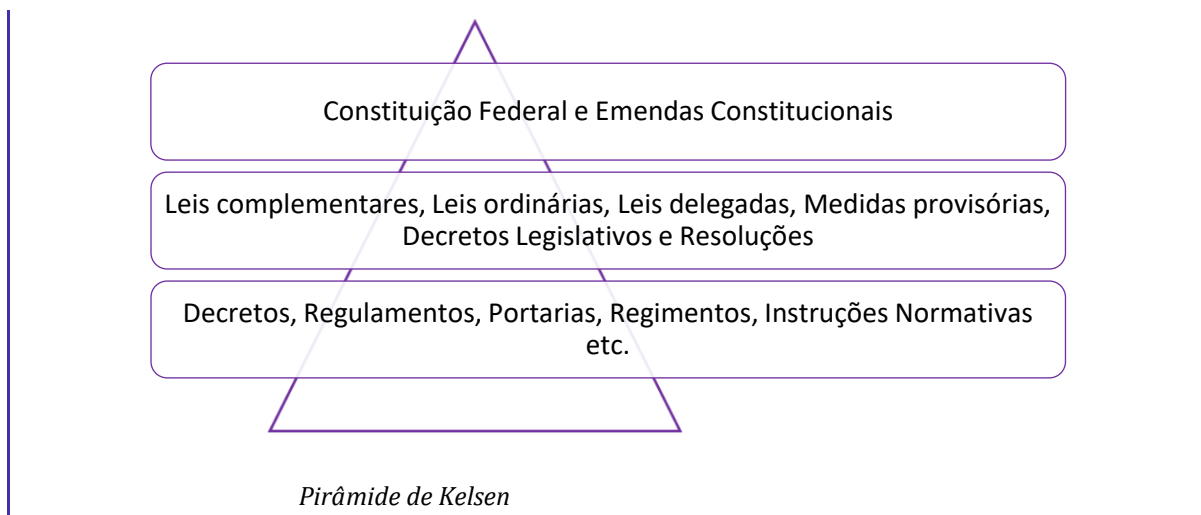 Constituição Federal e Emendas Constitucionais
Leis complementares, Leis ordinárias, Leis delegadas, Medidas provisórias,
Decretos Legislativos e Resoluções
Decretos, Regulamentos, Portarias, Regimentos, Instruções Normativas
etc.
Pirâmide de Kelsen